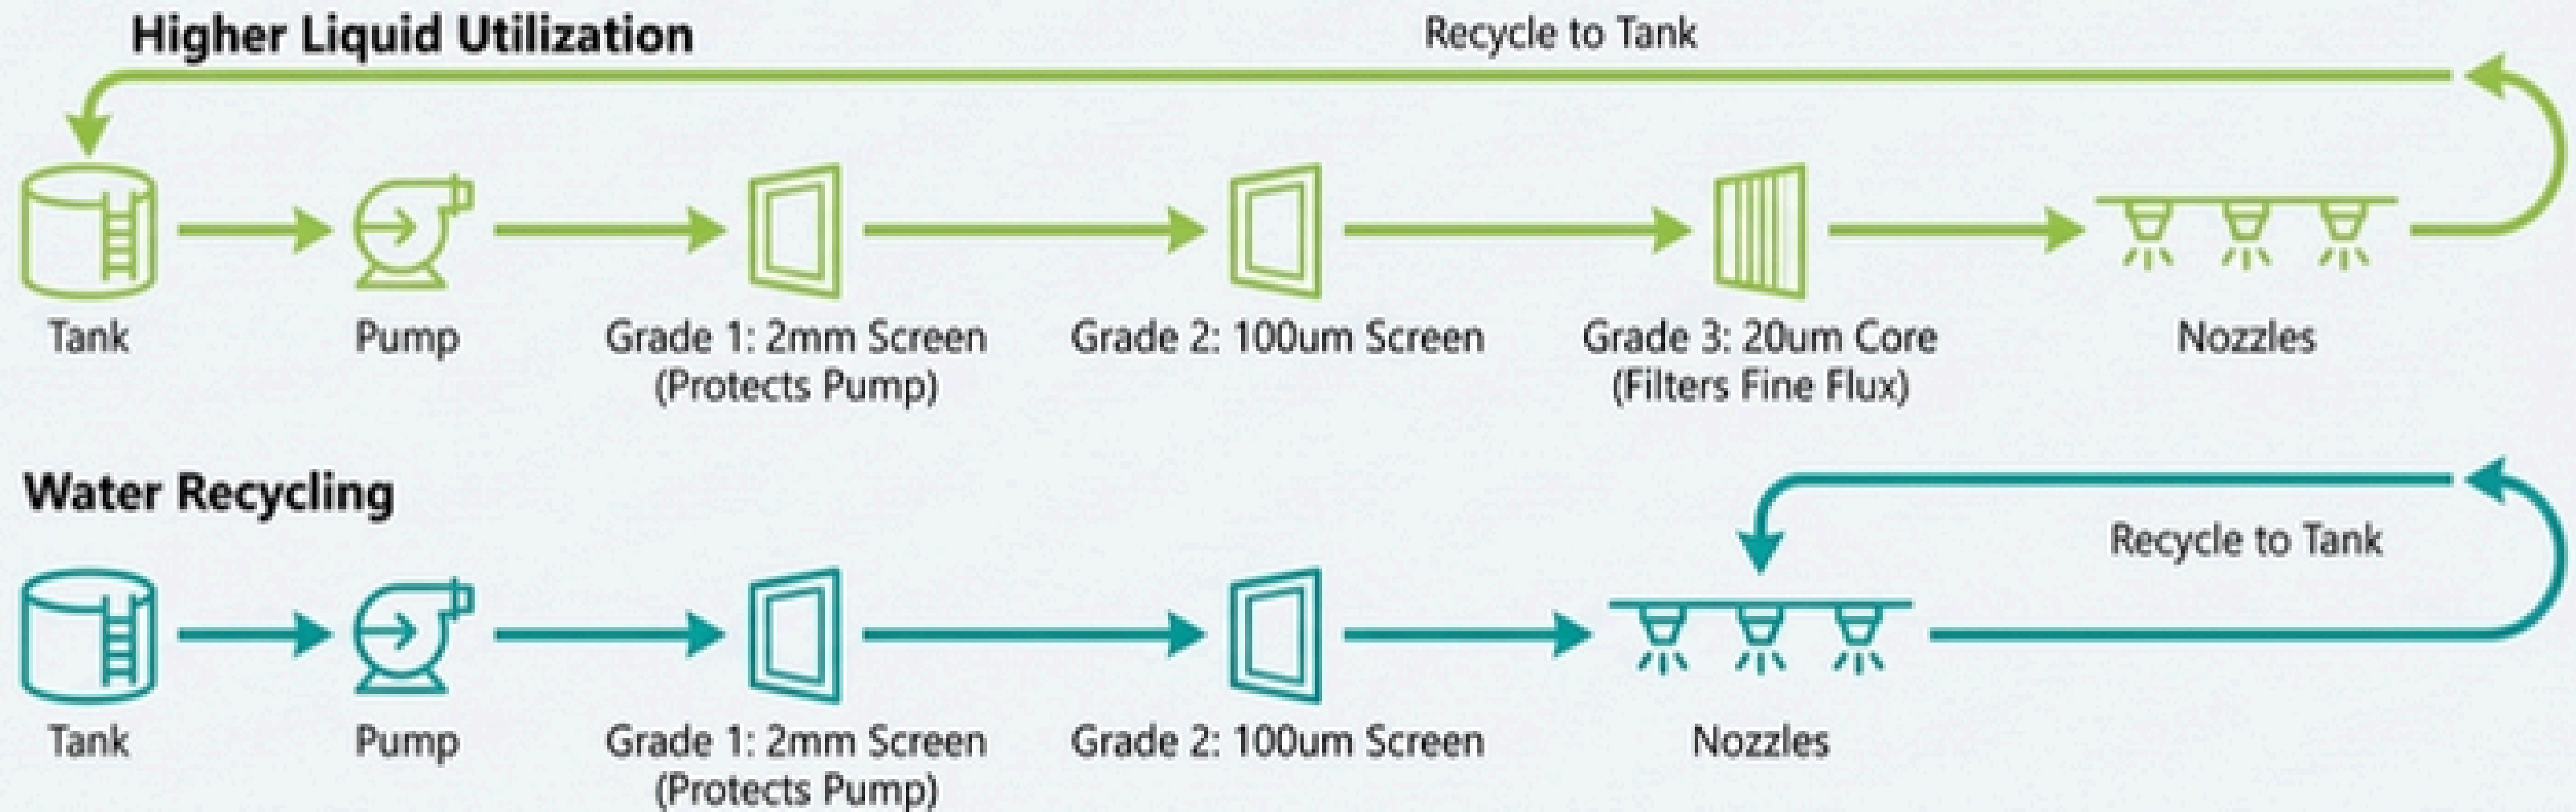 Higher Liquid Utilization
Recycle to Tank
Tank
Pump
Grade 1: 2mm Screen
(Protects Pump)
Grade 2: 100um Screen
Grade 3: 20um Core
(Filters Fine Flux)
Nozzles
Water Recycling
Recycle to Tank
Tank
Pump
Grade 1: 2mm Screen
(Protects Pump)
Grade 2: 100um Screen
Nozzles